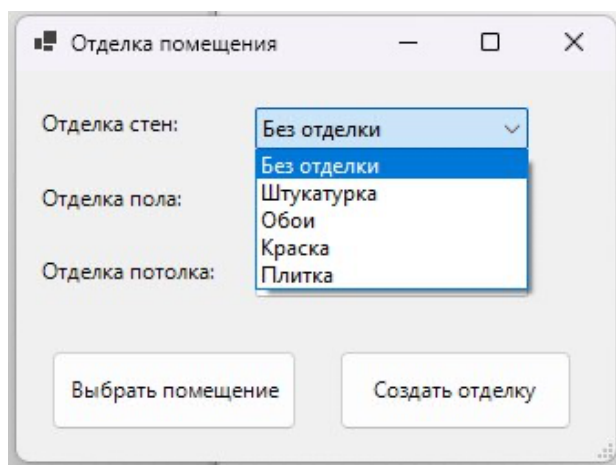 Отделка помещения
Отделка стен:
Без отделки
Без отделки
Штукатурка
Обои
Краска
Плитка
Отделка пола:
Отделка потолка:
Выбрать помещение
Создать отделку